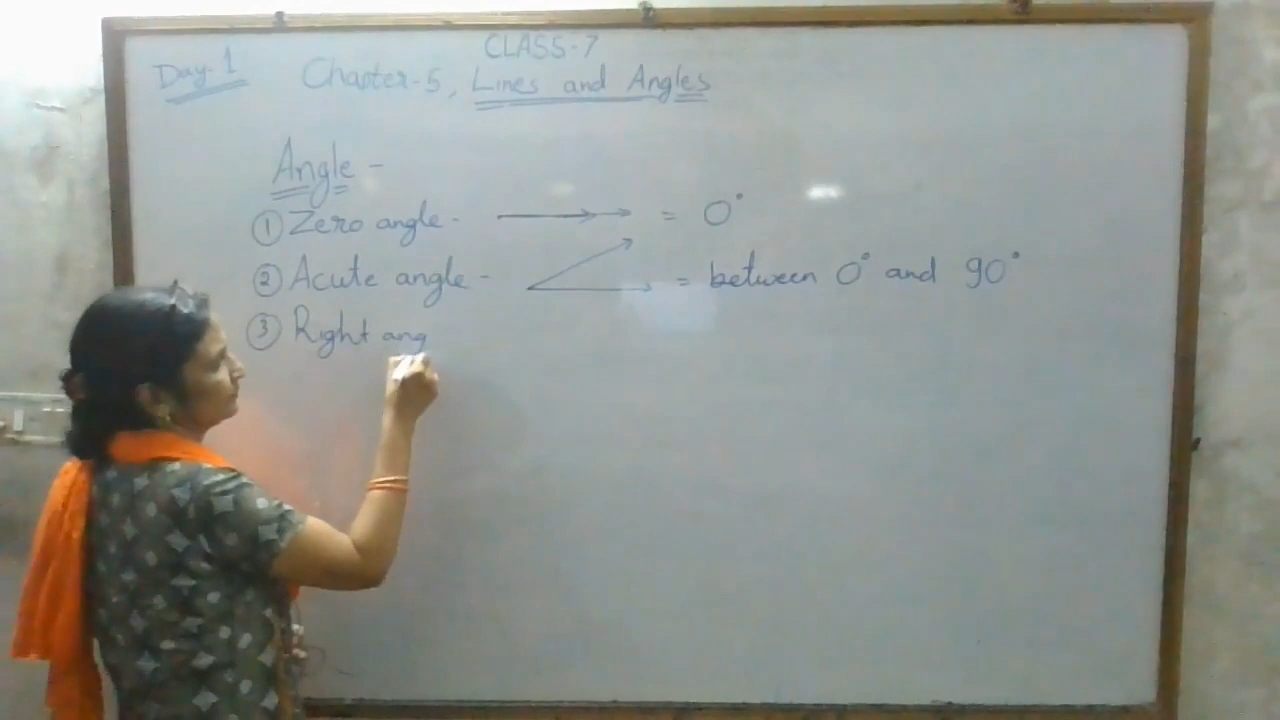 CLASS-7
Day-1 Chapter-5, Lines and Angles
Angle -
① Zero angle - = 0°
② Acute angle - = between 0° and 90°
③ Right ang